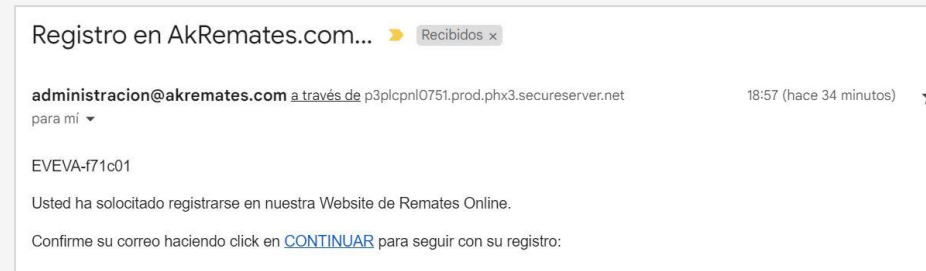 Registro en AkRemates.com... Recibidos x
administracion@akremates.com a través de p3plcpnl0751.prod.phx3.secureserver.net 18:57 (hace 34 minutos)
para mí
EVEVA-f71c01
Usted ha solocitado registrarse en nuestra Website de Remates Online.
Confirme su correo haciendo click en CONTINUAR para seguir con su registro: